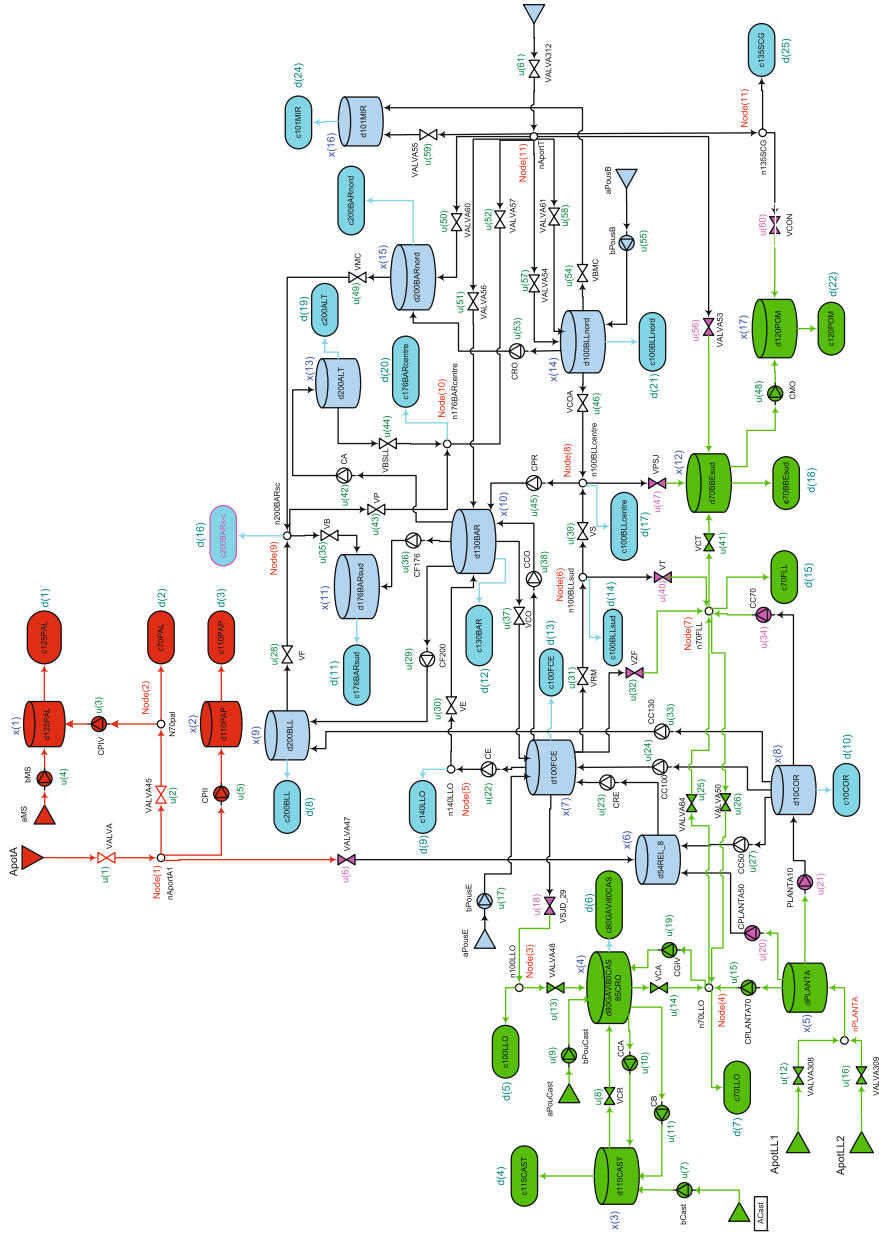 u(61)
VALVA312
c101MIR
d(24)
x(16)
d101MIR
VALVA55
u(59)
c135SCG
d(25)
Node(11)
n135SCG
Node(11)
nAportT
c200BARnord
x(15)
d200BARnord
VMC
u(49)
u(50)
VALVA60
u(52)
VALVA57
u(51)
VALVA56
u(57)
VALVA54
u(58)
VALVA61
u(54)
VBMC
aPousB
bPousB
u(55)
u(60)
VCON
d(19)
c200ALT
x(13)
d200ALT
d(20)
c176BARcentre
Node(10)
n176BARcentre
u(44)
VBSLL
CA
u(42)
VP
u(43)
u(53)
CRO
x(14)
d100BLLnord
c100BLLnord
d(21)
VCOA
u(46)
u(56)
VALVA53
x(17)
d120POM
d(22)
c120POM
u(48)
CMO
d(16)
c200BARs-c
n200BARsc
Node(9)
VB
u(35)
x(11)
d176BARsud
d(11)
c176BARsud
u(36)
CF176
x(10)
d130BAR
c130BAR
d(12)
CPR
u(45)
Node(8)
n100BLLcentre
VPSJ
u(47)
x(12)
d70BBEsud
c70BBEsud
d(18)
c100BLLcentre
d(17)
u(39)
VS
VCT
u(41)
d(1)
c125PAL
x(1)
d125PAL
bMS
u(4)
aMS
CPIV
u(3)
d(2)
c70PAL
Node(2)
N70pal
d(3)
c110PAP
x(2)
d110PAP
CPII
u(5)
VALVA45
u(2)
ApotA
VALVA
u(1)
Node(1)
nAportA1
VALVA47
u(6)
u(28)
VF
x(9)
d200BLL
c200BLL
d(8)
u(29)
CF200
u(30)
VE
c140LLO
d(9)
n140LLO
Node(5)
CE
u(22)
u(37)
VCO
CCO
u(38)
d(13)
c100FCE
d100FCE
x(7)
Node(6)
n100BLLsud
d(14)
c100BLLsud
u(31)
VRM
VT
u(40)
VZF
u(32)
Node(7)
n70FLL
c70FLL
d(15)
CC70
u(34)
CC130
u(33)
u(24)
CC100
u(23)
CRE
x(8)
d10COR
d(10)
c10COR
x(6)
d54REL_8
CC50
u(27)
VALVA64
u(25)
VALVA50
u(26)
bPousE
u(17)
aPousE
u(18)
VSJD_29
n100LLO
Node(3)
c100LLO
d(5)
VALVA48
u(13)
d(6)
c80GAVI80CAS
x(4)
d80GAVI80CAS
85CRO
u(19)
CGIV
VCA
u(14)
n70LLO
Node(4)
u(15)
CPLANTA70
CPLANTA50
u(20)
PLANTA10
u(21)
dPLANTA
x(5)
nPLANTA
u(9)
bPouCast
aPouCast
CCA
u(10)
u(8)
VCR
CB
u(11)
d(4)
c115CAST
d115CAST
x(3)
u(7)
bCast
ACast
c70LLO
d(7)
u(12)
VALVA308
ApotLL1
u(16)
VALVA309
ApotLL2